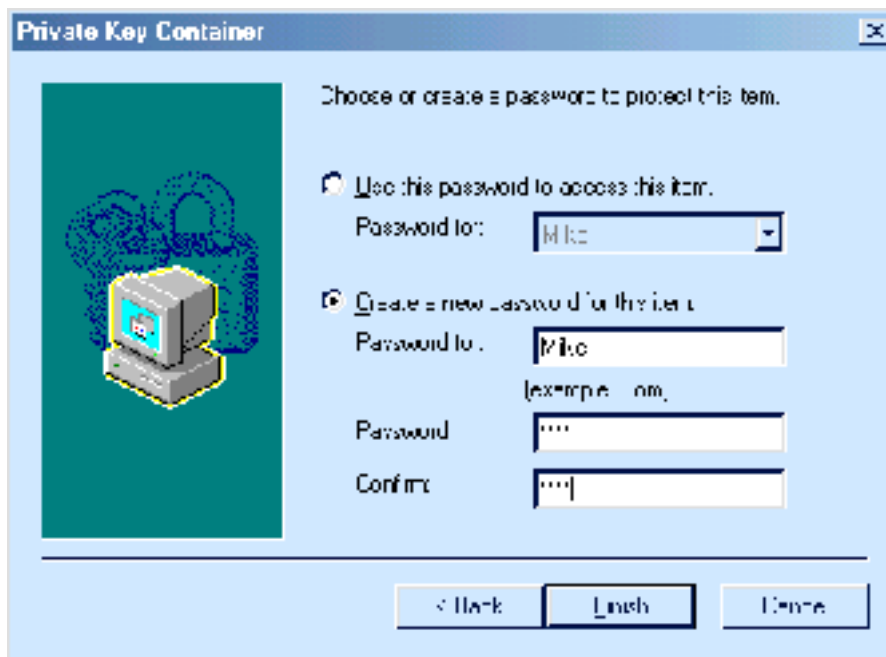 Private Key Container
Choose or create a password to protect this item.
Use this password to access this item.
Password for:
Mike
Create a new password for this item.
Password for:
Mike
(example: Tom)
Password:
****
Confirm:
****
< Back
Finish
Cancel